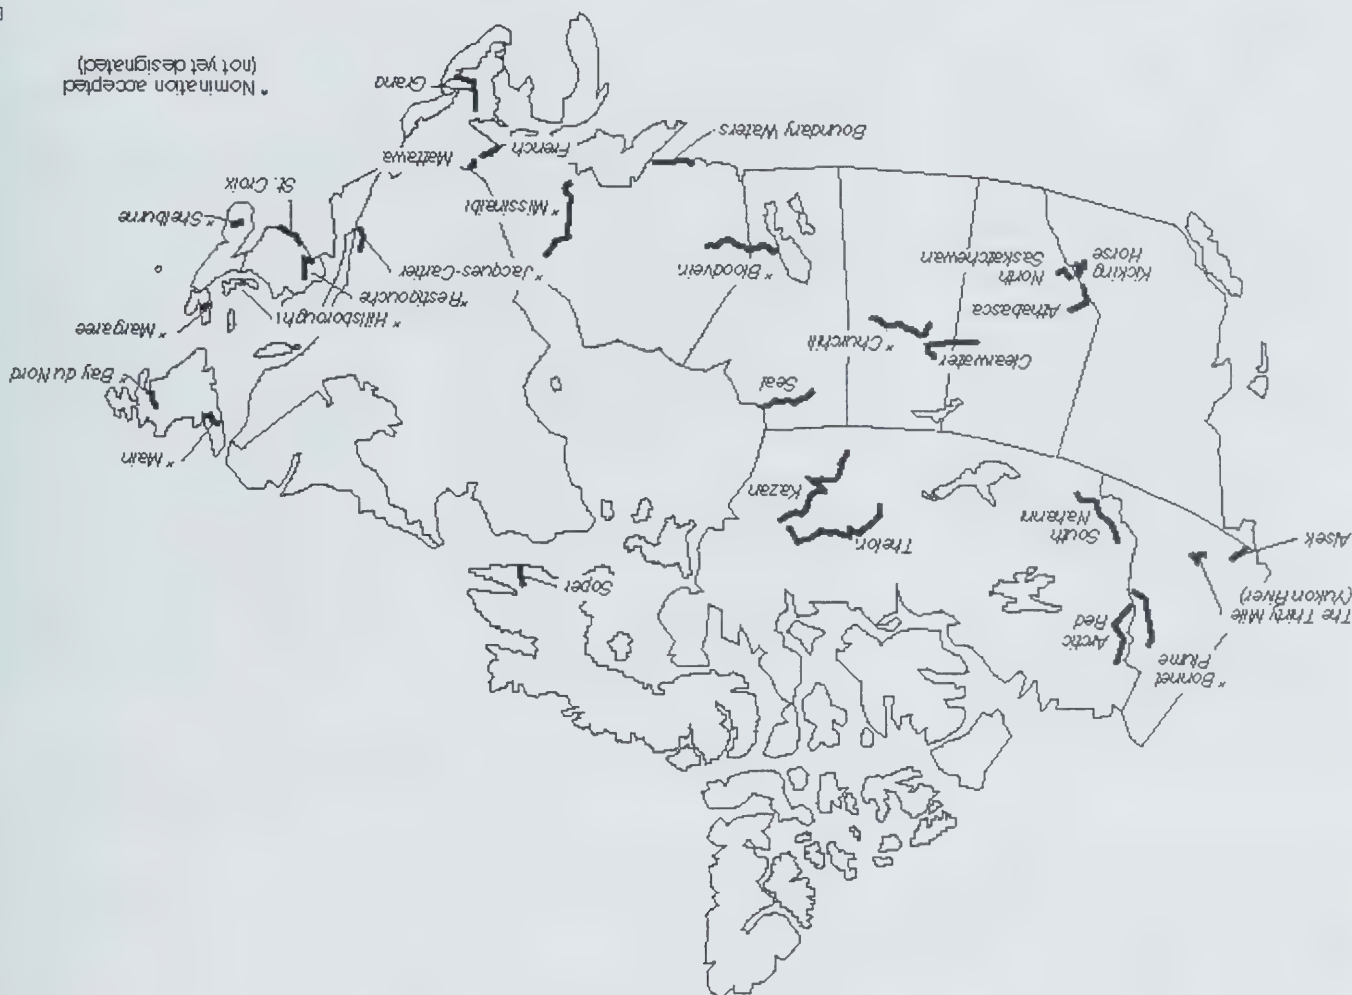 * Bonnet
Plume
Arctic
Red
The Thirty Mile
(Yukon River)
Alsek
Soper
South
Nahanni
Thelon
Kazan
* Main
Seal
* Bay du Nord
Clearwater
* Churchill
* Margaree
* Hillsborough
Athabasca
*Restigouche
*Jacques-Cartier
Kicking
Horse
North
Saskatchewan
* Bloodvein
* Missinaibi
*Shelburne
St. Croix
Mattawa
French
Boundary Waters
Grand
* Nomination accepted
(not yet designated)